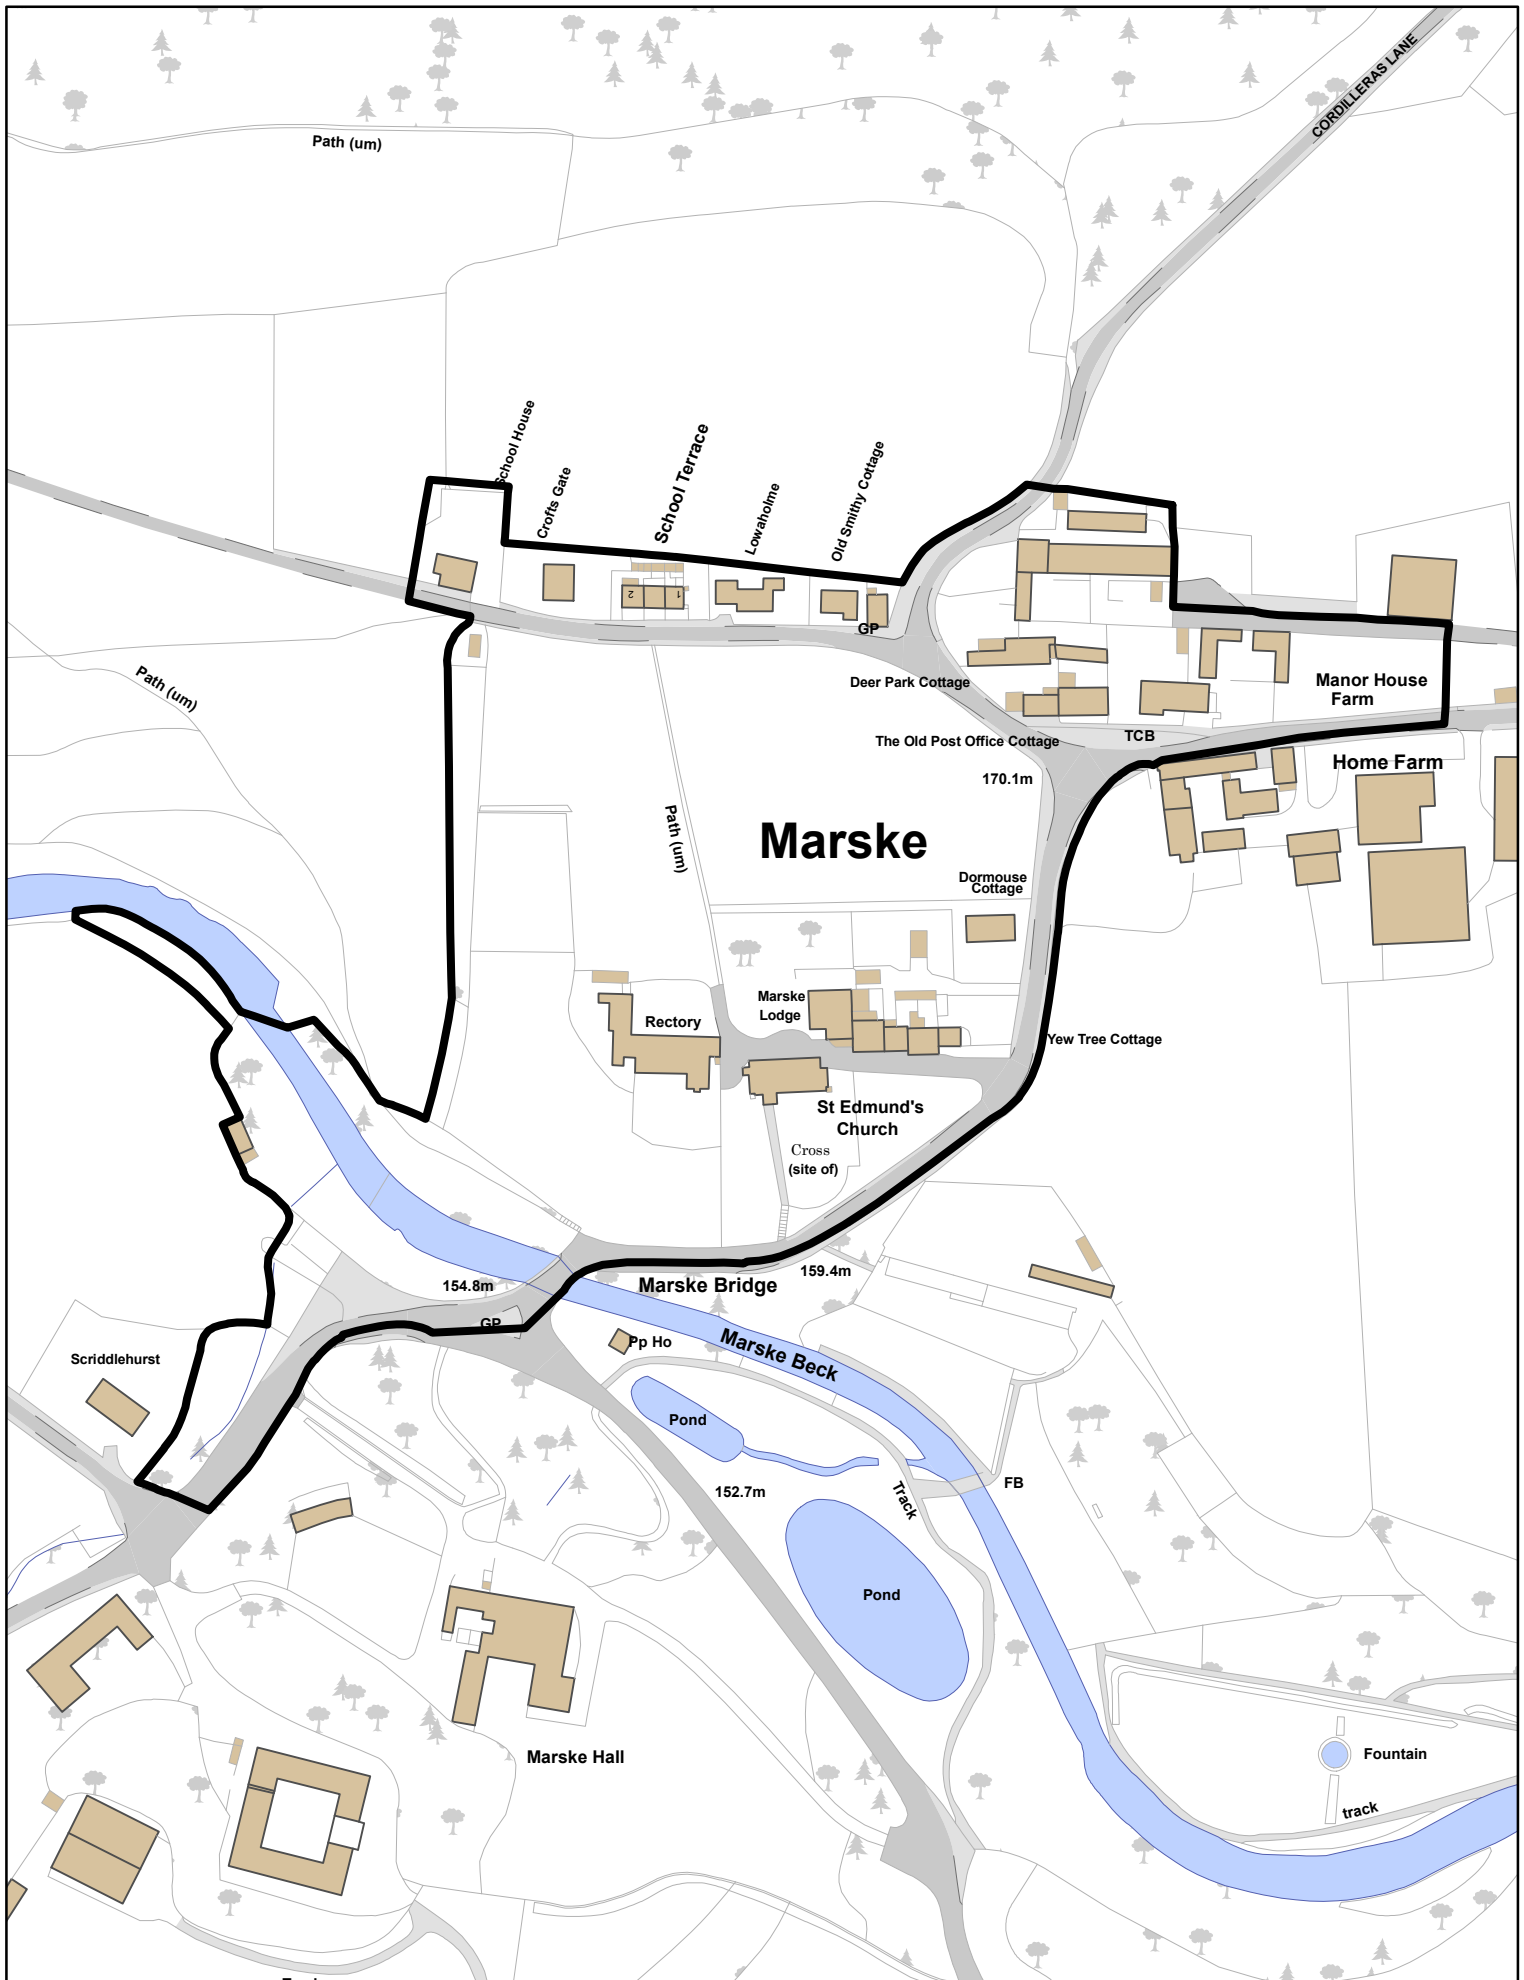 CORDILLERAS LANE
Path (um)
School House
Crofts Gate
School Terrace
Lowaholme
Old Smithy Cottage
2
1
GP
Path (um)
Deer Park Cottage
Manor House
Farm
The Old Post Office Cottage
TCB
Home Farm
170.1m
Marske
Path (um)
Dormouse
Cottage
Marske
Lodge
Rectory
Yew Tree Cottage
St Edmund's
Church
Cross
(site of)
159.4m
154.8m
Marske Bridge
GP
Pp Ho
Marske Beck
Scriddlehurst
Pond
152.7m
Track
FB
Pond
Marske Hall
Fountain
track